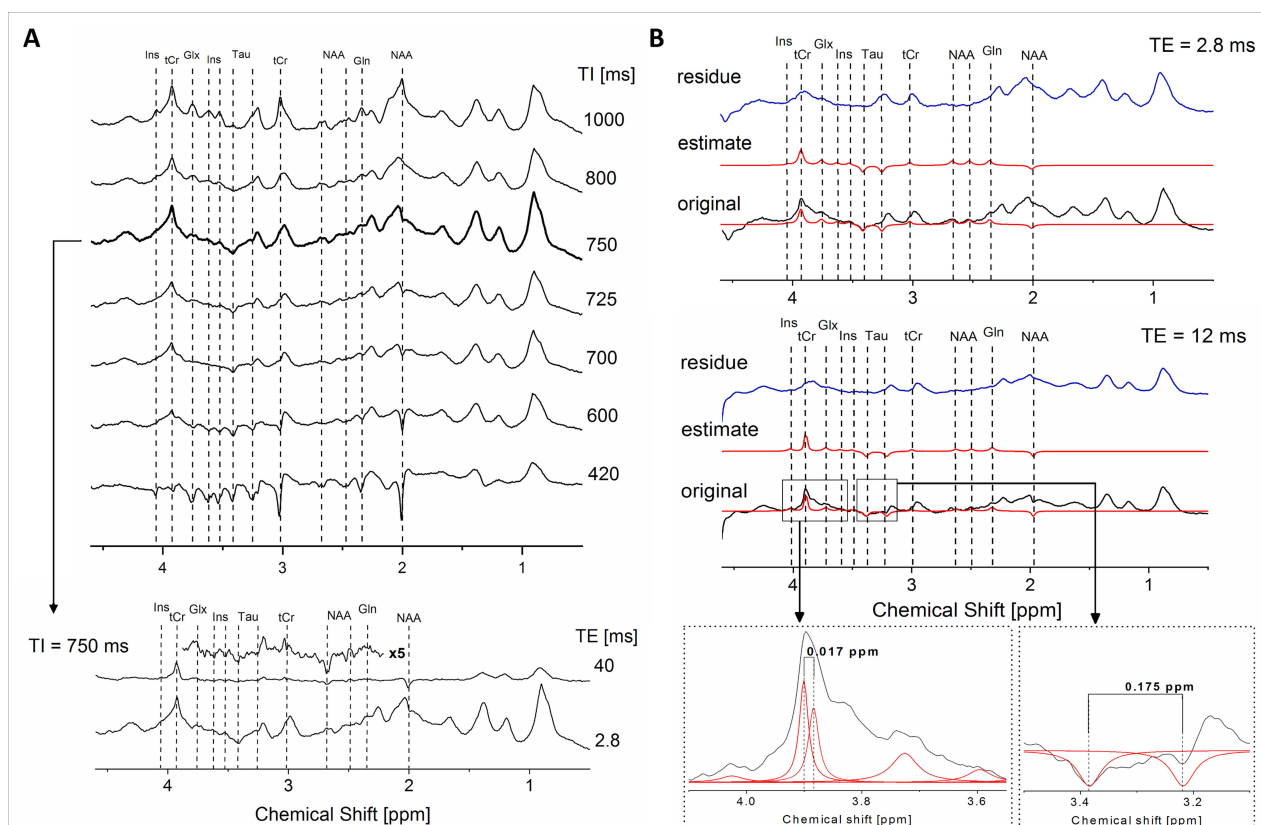 A
Ins tCr Glx Ins Tau tCr NAA Gln NAA
TI [ms]
1000
800
750
725
700
600
420
4 3 2 1
TI = 750 ms
Ins tCr Glx Ins Tau tCr NAA Gln NAA
TE [ms]
x5
40
2.8
4 3 2 1
Chemical Shift [ppm]
B
TE = 2.8 ms
Ins tCr Glx Ins Tau tCr NAA Gln NAA
residue
estimate
original
4 3 2 1
TE = 12 ms
Ins tCr Glx Ins Tau tCr NAA Gln NAA
residue
estimate
original
4 3 2 1
Chemical Shift [ppm]
0.017 ppm
4.0 3.8 3.6
Chemical shift [ppm]
0.175 ppm
3.4 3.2
Chemical shift [ppm]